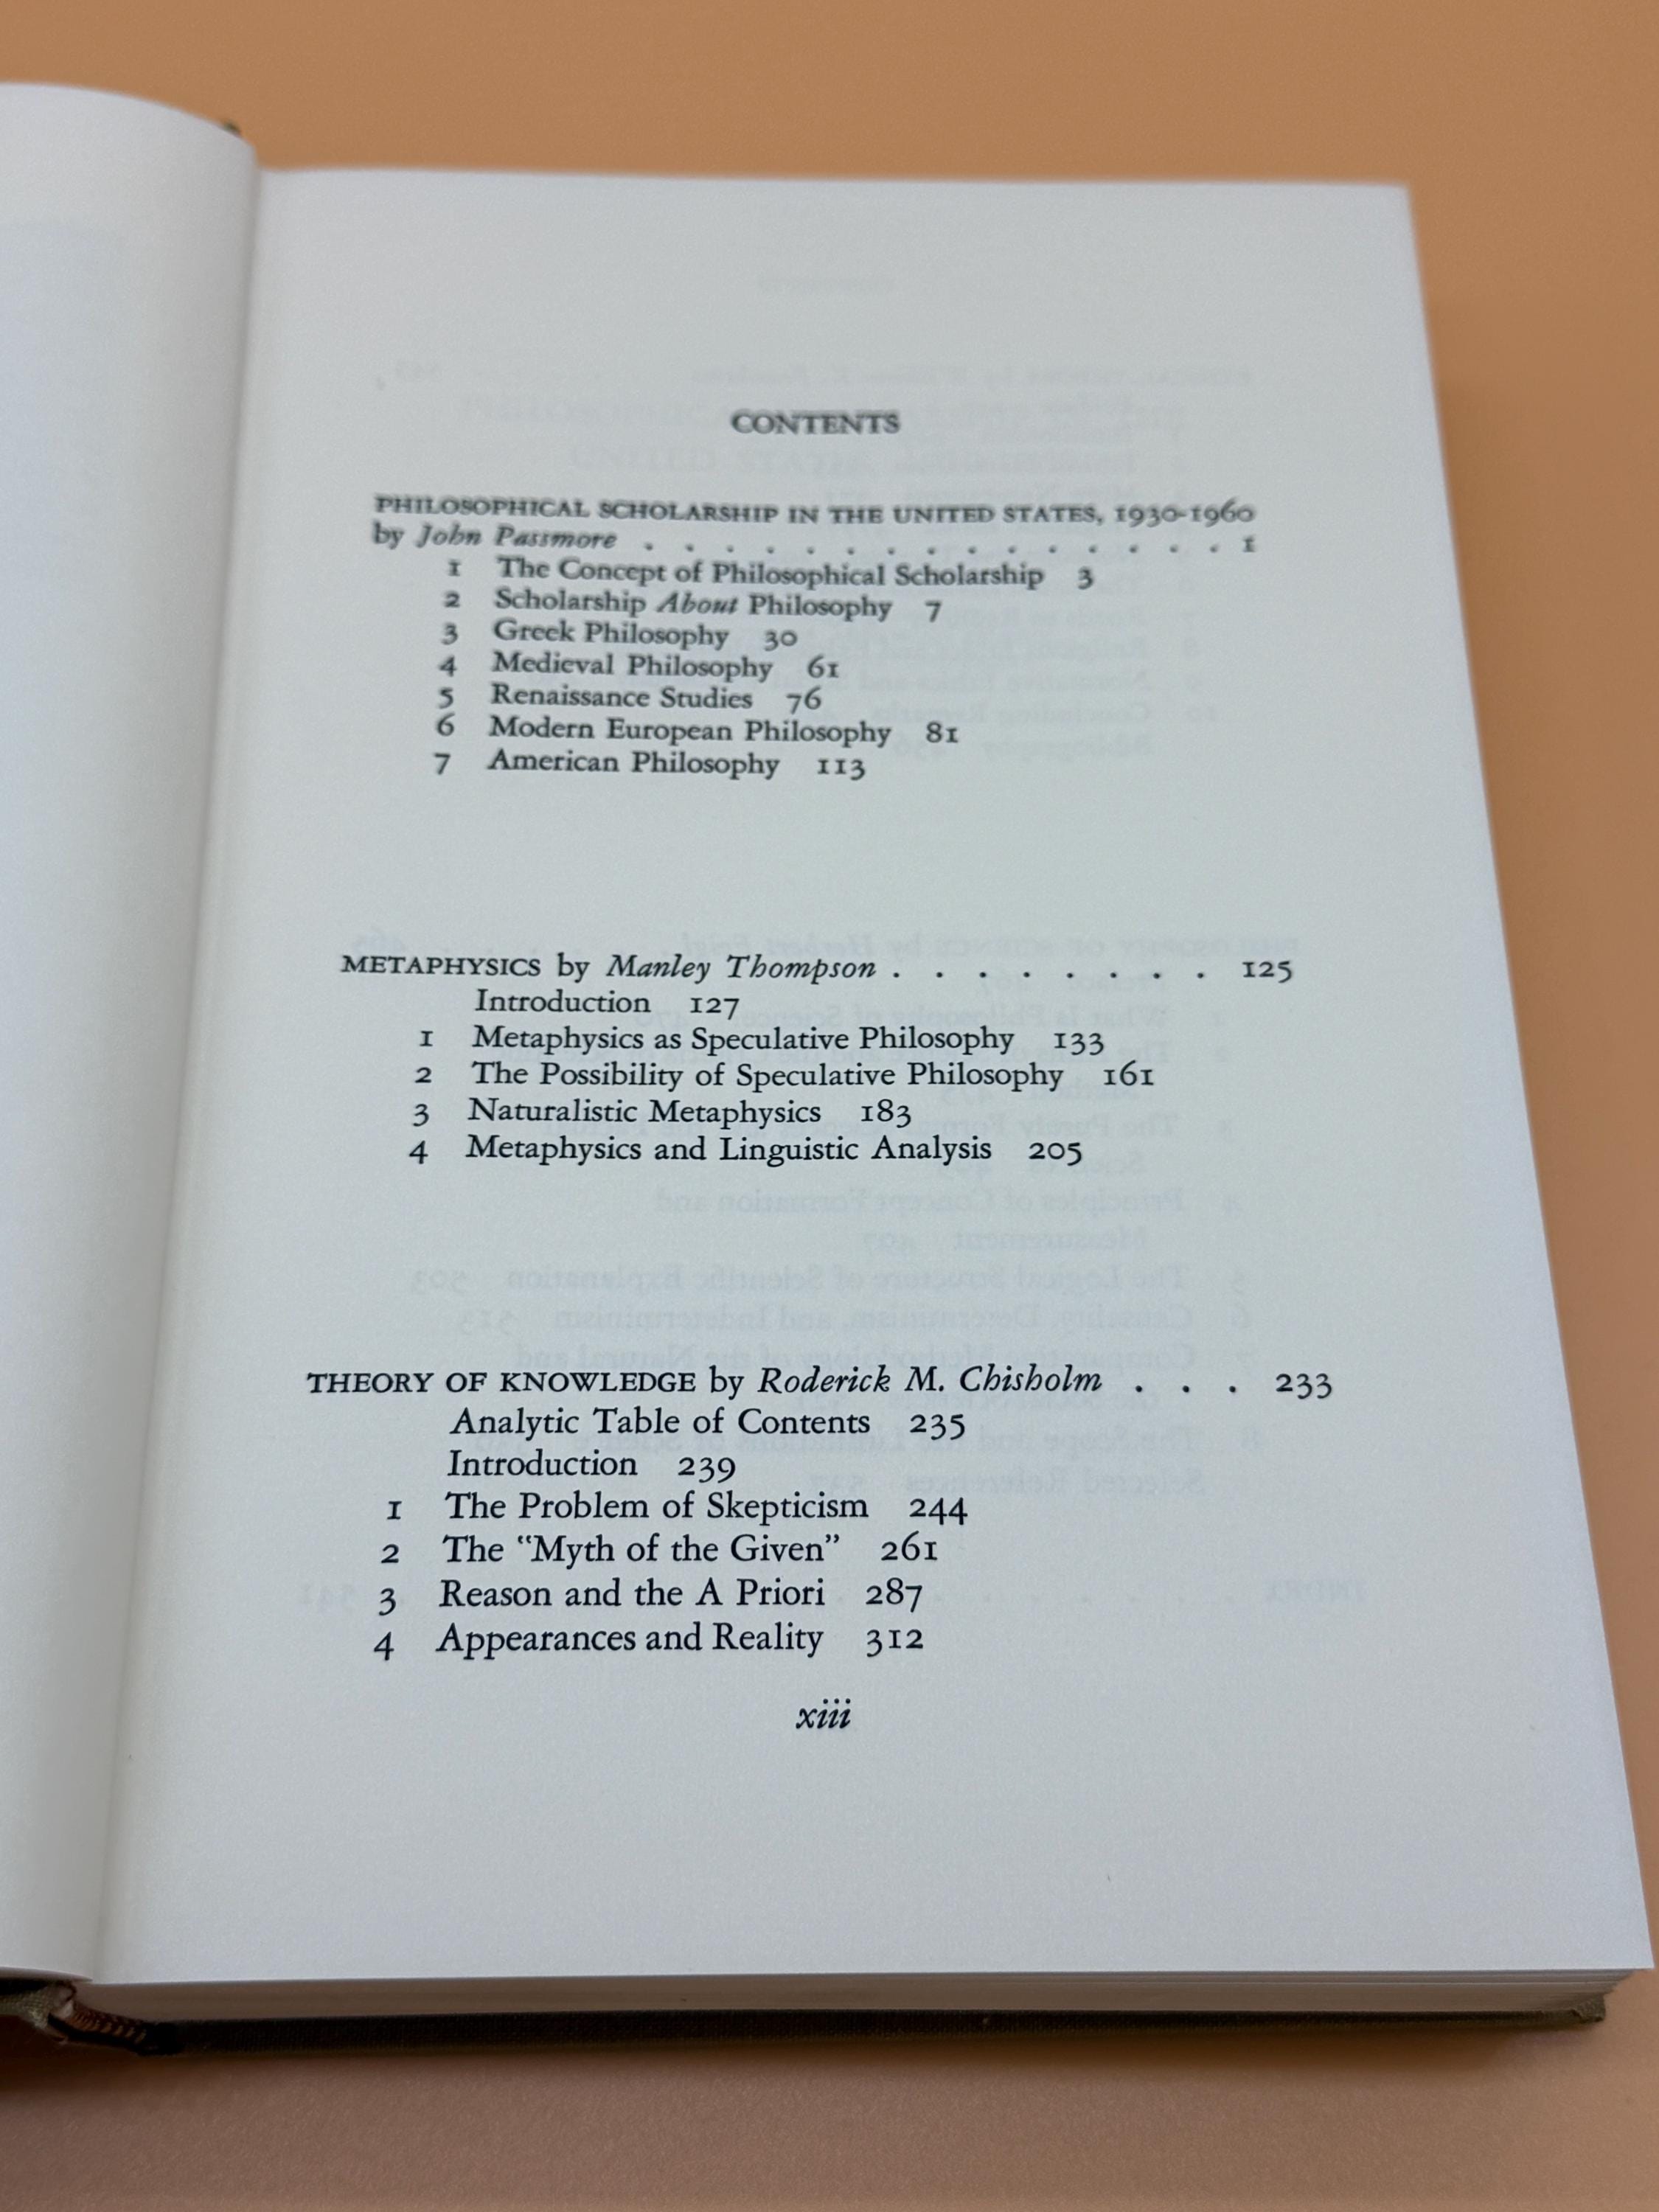 CONTENTS
PHILOSOPHICAL SCHOLARSHIP IN THE UNITED STATES, 1930-1960
by John Passmore . . . . . . . . . . . . . . . 1
1 The Concept of Philosophical Scholarship 3
2 Scholarship About Philosophy 7
3 Greek Philosophy 30
4 Medieval Philosophy 61
5 Renaissance Studies 76
6 Modern European Philosophy 81
7 American Philosophy 113
METAPHYSICS by Manley Thompson . . . . . . . . 125
Introduction 127
1 Metaphysics as Speculative Philosophy 133
2 The Possibility of Speculative Philosophy 161
3 Naturalistic Metaphysics 183
4 Metaphysics and Linguistic Analysis 205
THEORY OF KNOWLEDGE by Roderick M. Chisholm . . . 233
Analytic Table of Contents 235
Introduction 239
1 The Problem of Skepticism 244
2 The "Myth of the Given" 261
3 Reason and the A Priori 287
4 Appearances and Reality 312
xiii